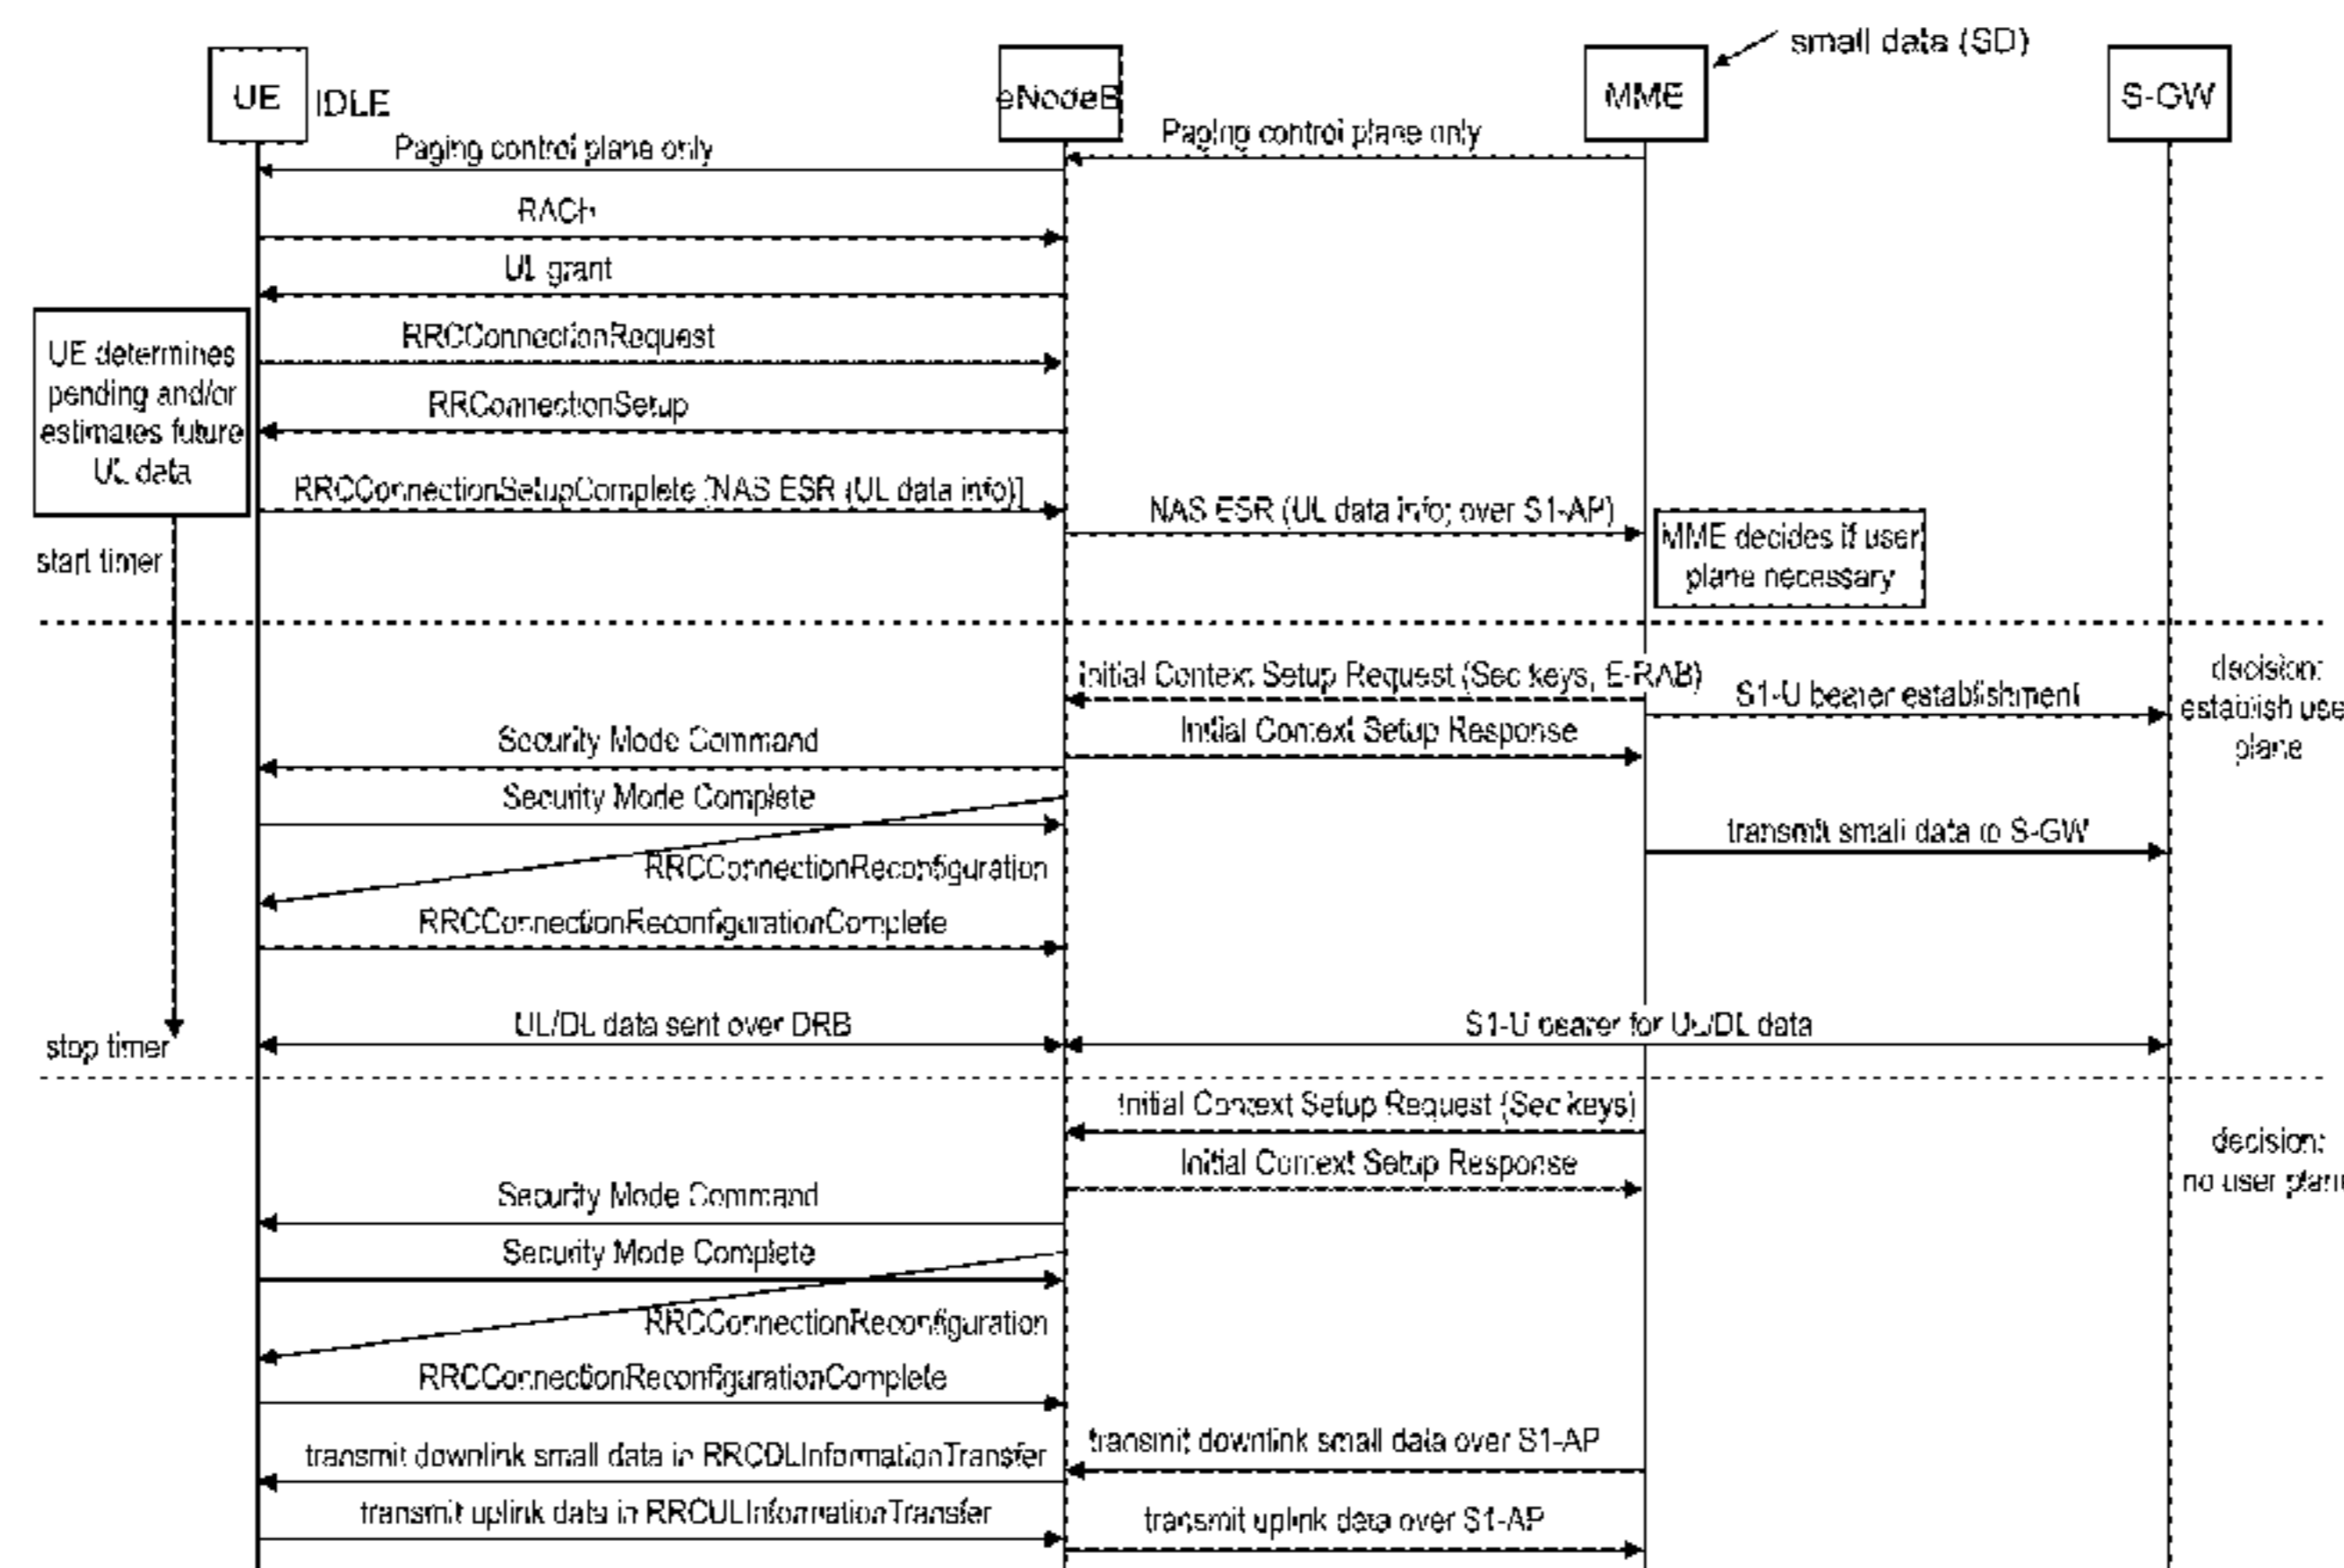 small data (SD)
UE
IDLE
eNodeB
MME
S-GW
Paging control plane only
Paging control plane only
RACH
UL grant
RRCConnectionRequest
UE determines
pending and/or
estimates future
UL data
RRConnectionSetup
RRCConnectionSetupComplete [NAS ESR (UL data info)]
NAS ESR (UL data info; over S1-AP)
MME decides if user
plane necessary
start timer
Initial Context Setup Request (Sec keys, E-RAB)
S1-U bearer establishment
decision:
establish use
plane
Initial Context Setup Response
Security Mode Command
Security Mode Complete
transmit small data to S-GW
RRCConnectionReconfiguration
RRCConnectionReconfigurationComplete
UL/DL data sent over DRB
S1-U bearer for UL/DL data
stop timer
Initial Context Setup Request (Sec keys)
decision:
no user plan
Initial Context Setup Response
Security Mode Command
Security Mode Complete
RRCConnectionReconfiguration
RRCConnectionReconfigurationComplete
transmit downlink small data in RRCDLInformationTransfer
transmit downlink small data over S1-AP
transmit uplink data in RRCULInformationTransfer
transmit uplink data over S1-AP